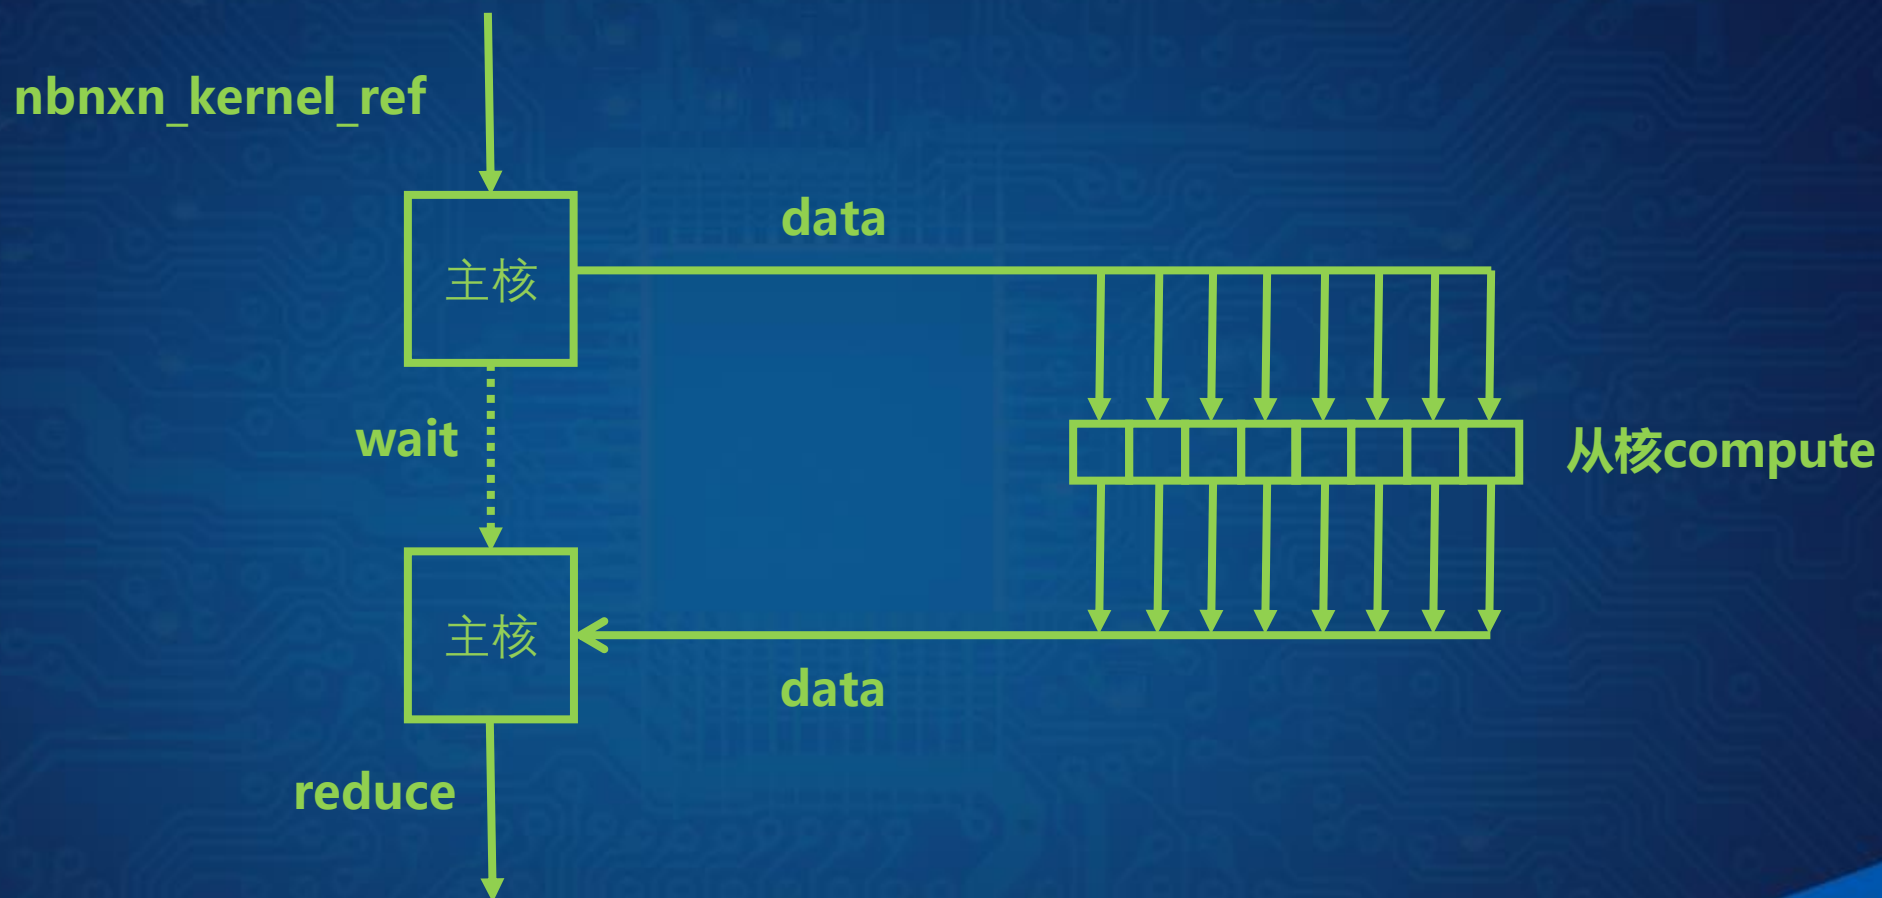 nbnxn_kernel_ref
data
主核
wait
从核compute
主核
data
reduce